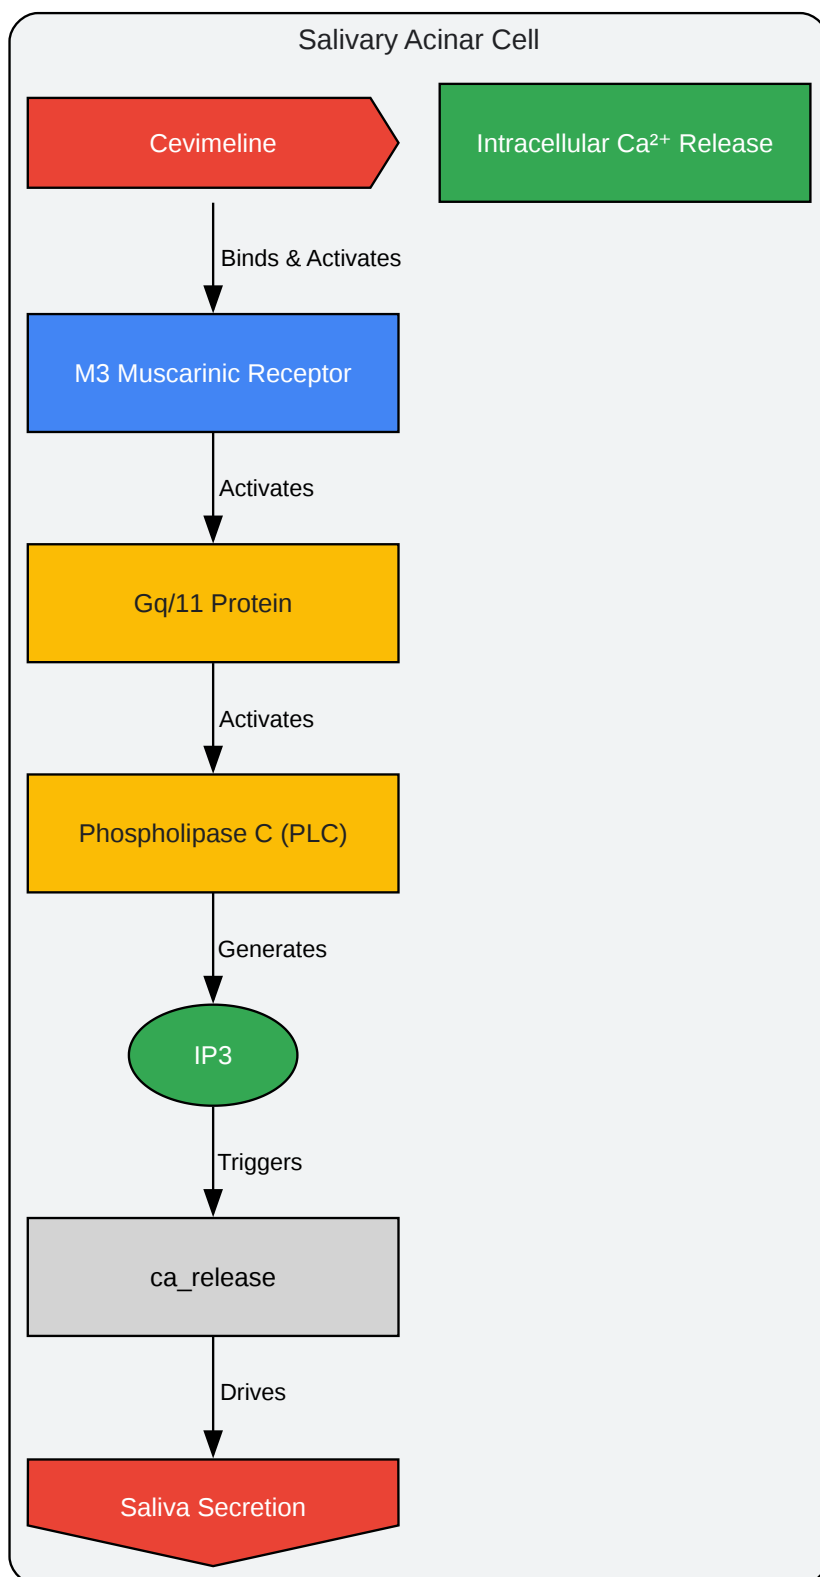 Salivary Acinar Cell
Cevimeline
Intracellular Ca²⁺ Release
Binds & Activates
M3 Muscarinic Receptor
Activates
Gq/11 Protein
Activates
Phospholipase C (PLC)
Generates
IP3
Triggers
ca_release
Drives
Saliva Secretion